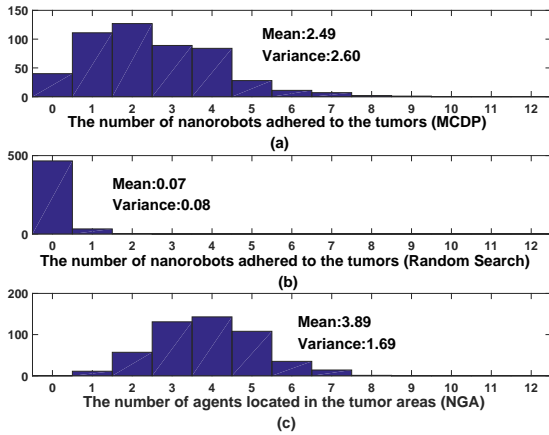 150
100
50
0
Mean:2.49
Variance:2.60
0 1 2 3 4 5 6 7 8 9 10 11 12
The number of nanorobots adhered to the tumors (MCDP)
(a)
500
0
Mean:0.07
Variance:0.08
0 1 2 3 4 5 6 7 8 9 10 11 12
The number of nanorobots adhered to the tumors (Random Search)
(b)
200
100
0
Mean:3.89
Variance:1.69
0 1 2 3 4 5 6 7 8 9 10 11 12
The number of agents located in the tumor areas (NGA)
(c)